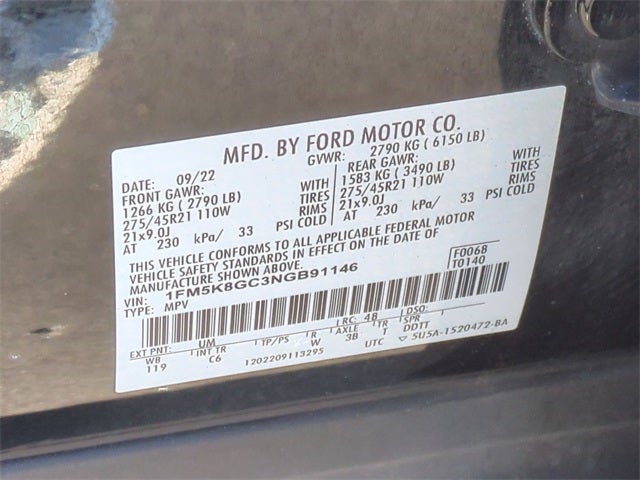 MFD. BY FORD MOTOR CO.
DATE: 09/22 GVWR: 2790 KG ( 6150 LB)
FRONT GAWR: REAR GAWR:
1266 KG ( 2790 LB) WITH 1583 KG ( 3490 LB) WITH
275/45R21 110W TIRES 275/45R21 110W TIRES
21x9.0J RIMS 21x9.0J RIMS
AT 230 kPa/ 33 PSI COLD AT 230 kPa/ 33 PSI COLD
THIS VEHICLE CONFORMS TO ALL APPLICABLE FEDERAL MOTOR
VEHICLE SAFETY STANDARDS IN EFFECT ON THE DATE OF
MANUFACTURE SHOWN ABOVE.
VIN: 1FM5K8GC3NGB91146 F0068
TYPE: MPV T0140
EXT PNT: UM LRC: 48 DSO:
WB INT TR TP/PS R AXLE TR SPR
119 C6 W 3B T DDTT
1202209113295 UTC 5U5A-1520472-BA